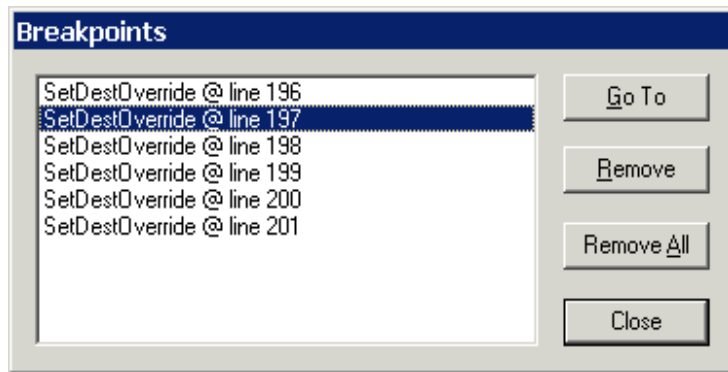 Breakpoints
SetDestOverride @ line 196
SetDestOverride @ line 197
SetDestOverride @ line 198
SetDestOverride @ line 199
SetDestOverride @ line 200
SetDestOverride @ line 201
Go To
Remove
Remove All
Close